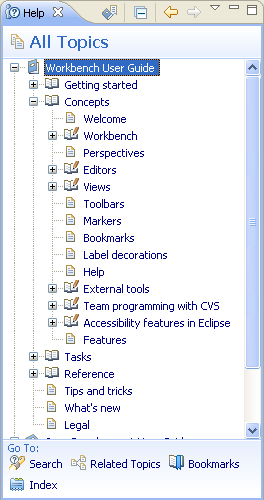 Help
All Topics
Workbench User Guide
Getting started
Concepts
Welcome
Workbench
Perspectives
Editors
Views
Toolbars
Markers
Bookmarks
Label decorations
Help
External tools
Team programming with CVS
Accessibility features in Eclipse
Features
Tasks
Reference
Tips and tricks
What's new
Legal
Go To:
Search Related Topics Bookmarks
Index